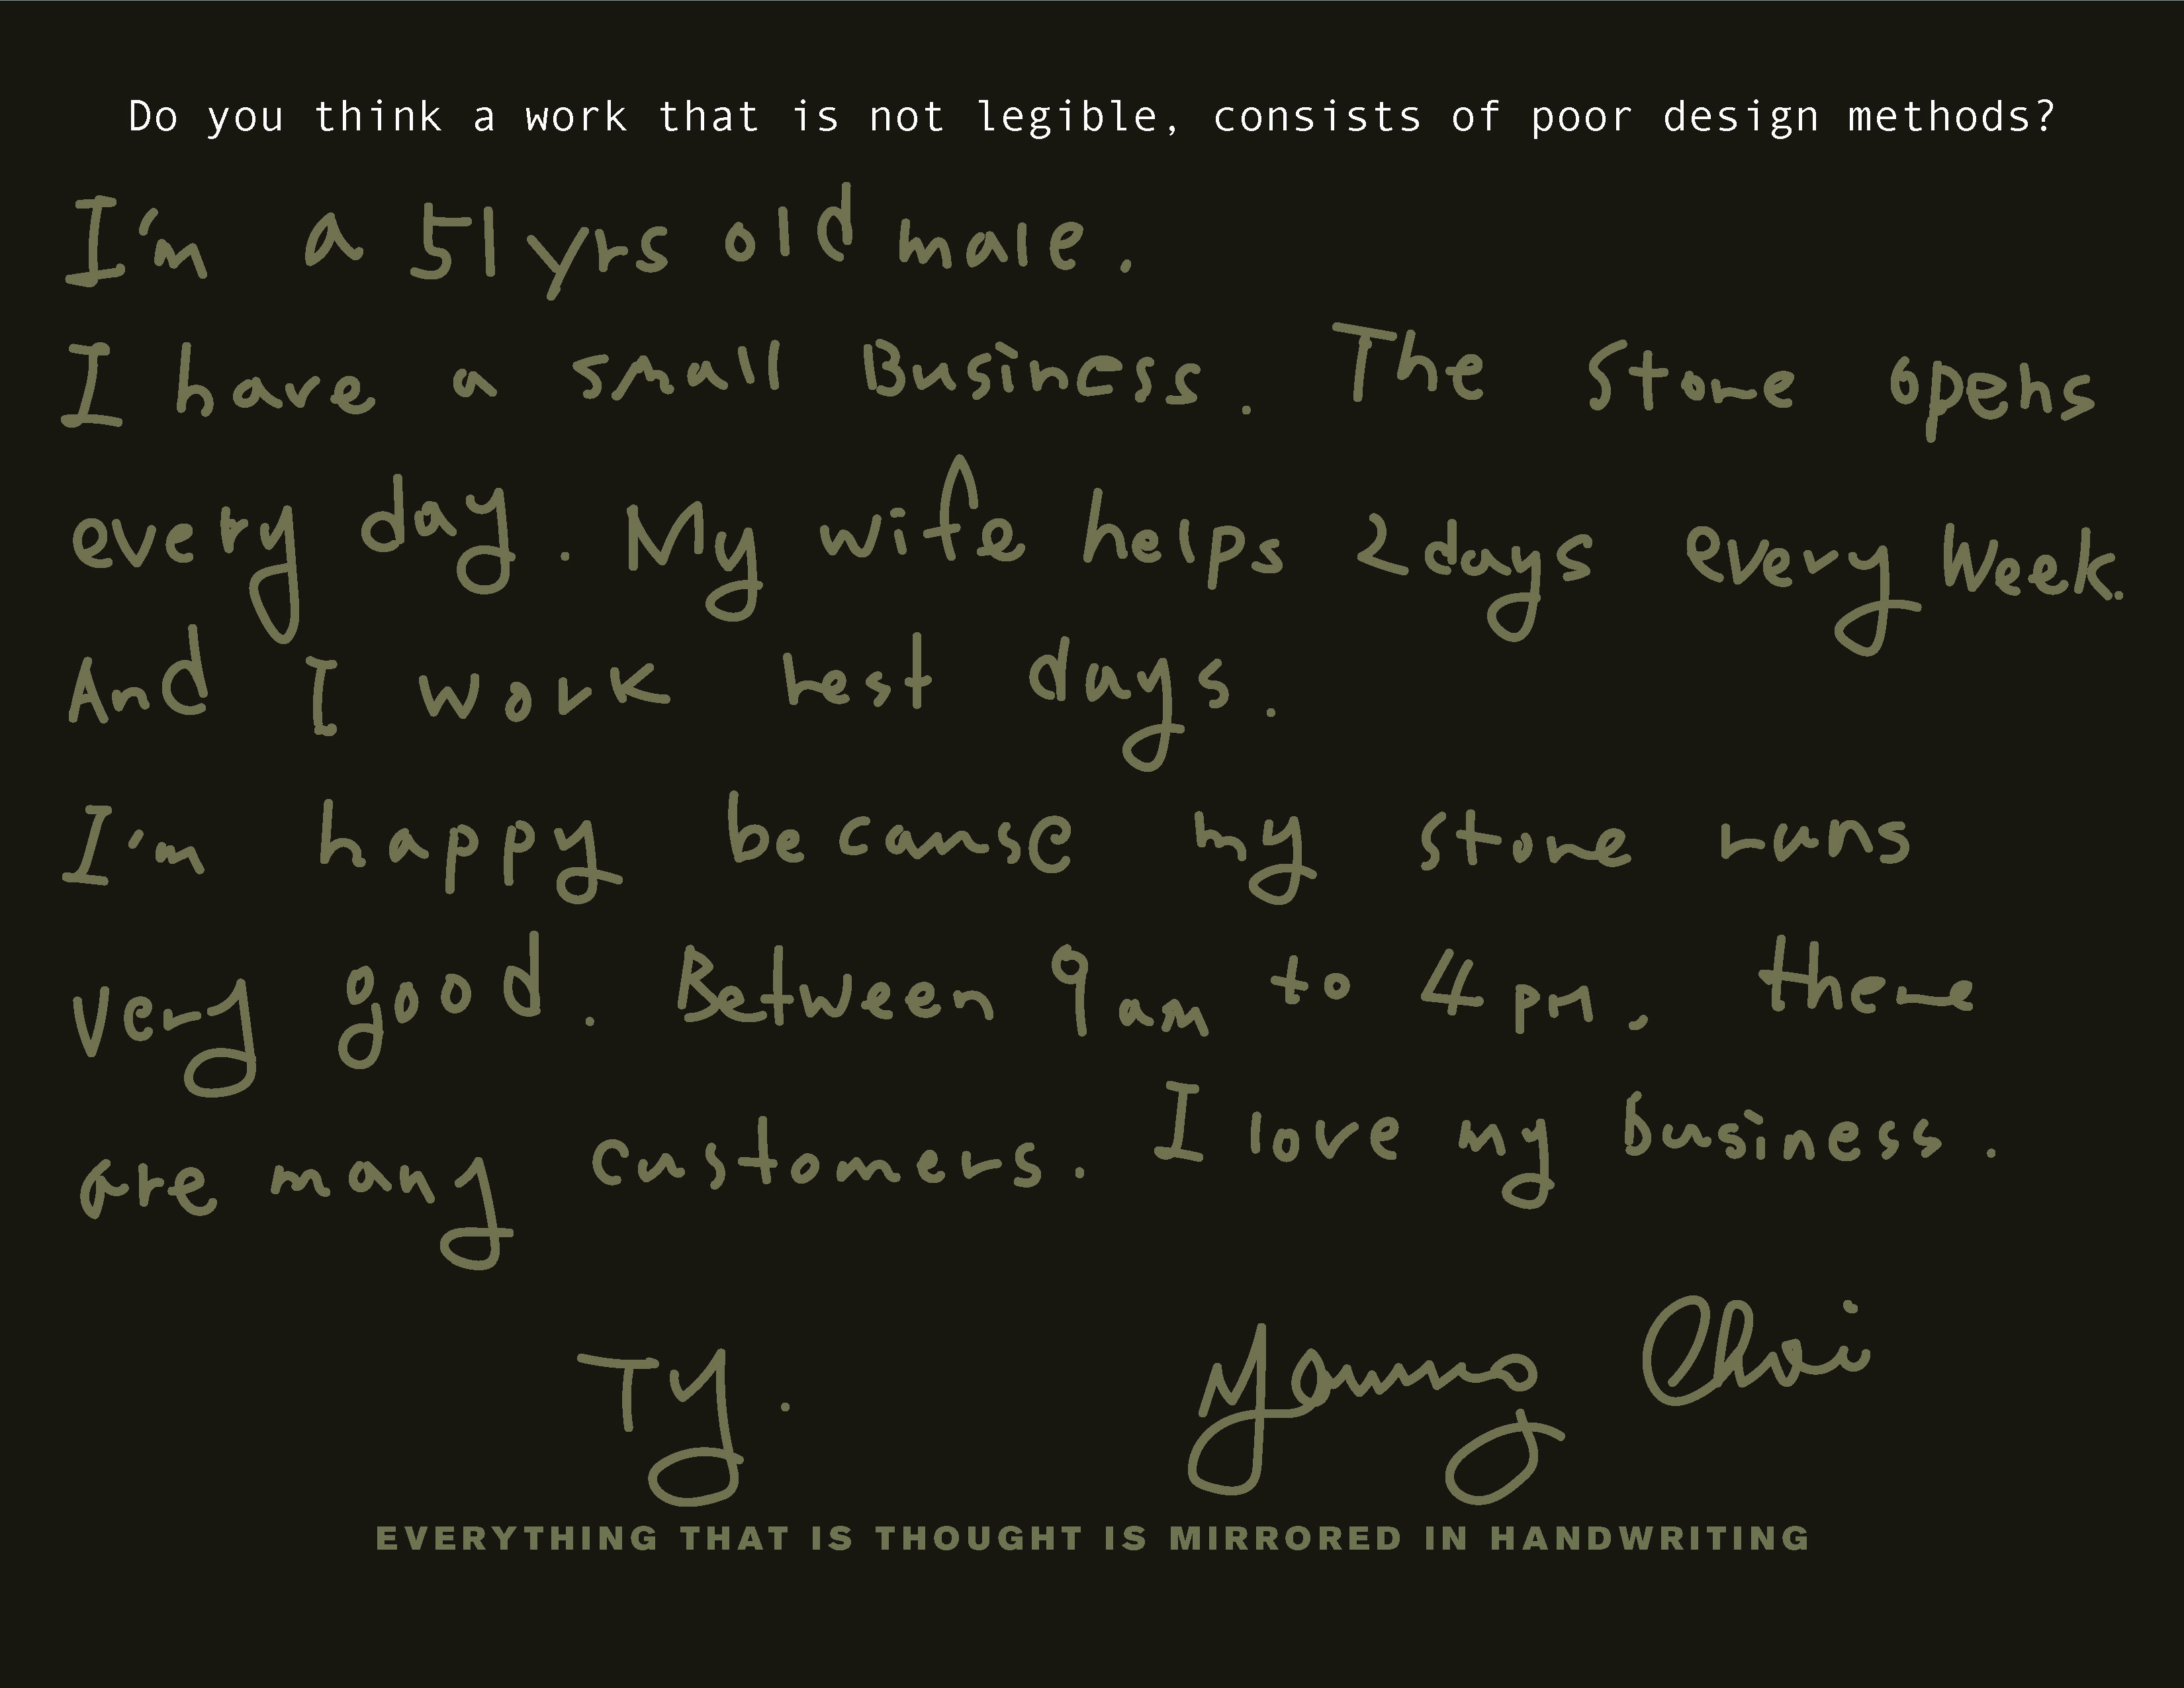 Do you think a work that is not legible, consists of poor design methods?
I'm a 51yrs old male.
I have a small Business. The Store opens
every day. My wife helps 2days every Week.
And I work rest days.
I'm happy because my store runs
very good. Between 9am to 4pm, there
are many customers. I love my business.
TY. Young Choi
EVERYTHING THAT IS THOUGHT IS MIRRORED IN HANDWRITING